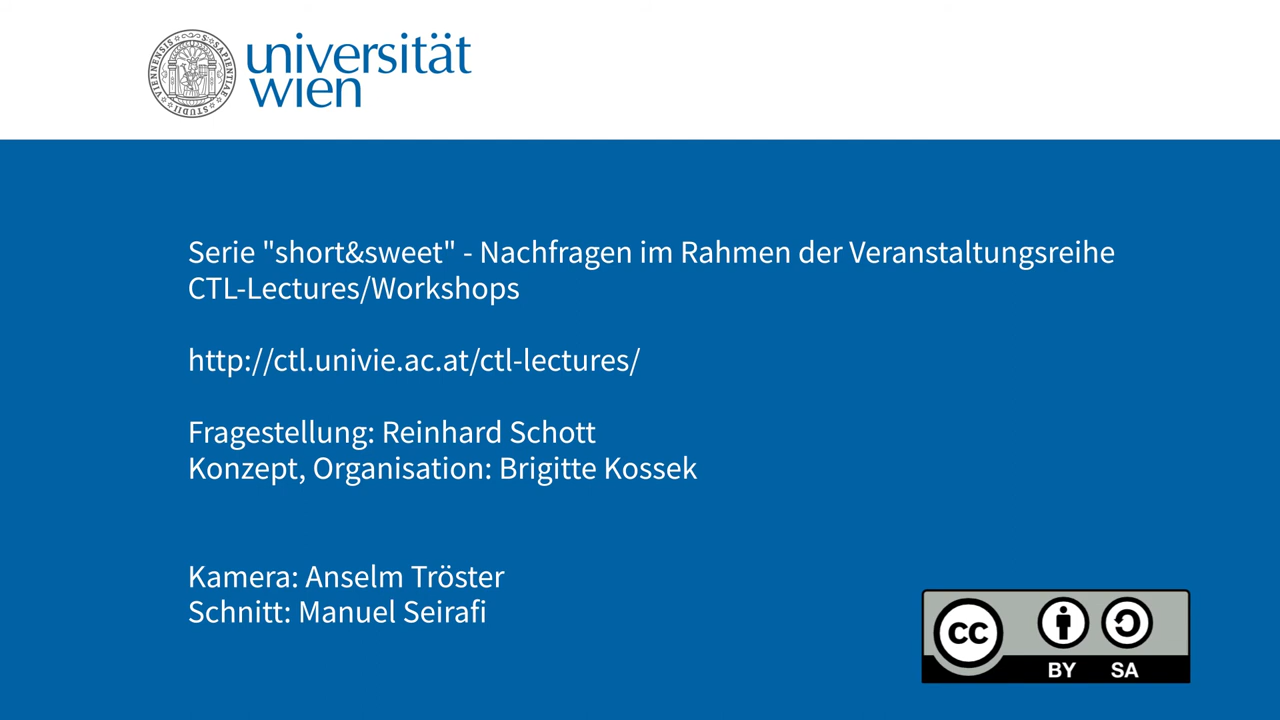 universität
wien
Serie "short&sweet" - Nachfragen im Rahmen der Veranstaltungsreihe
CTL-Lectures/Workshops
http://ctl.univie.ac.at/ctl-lectures/
Fragestellung: Reinhard Schott
Konzept, Organisation: Brigitte Kossek
Kamera: Anselm Tröster
Schnitt: Manuel Seirafi
cc
BY SA